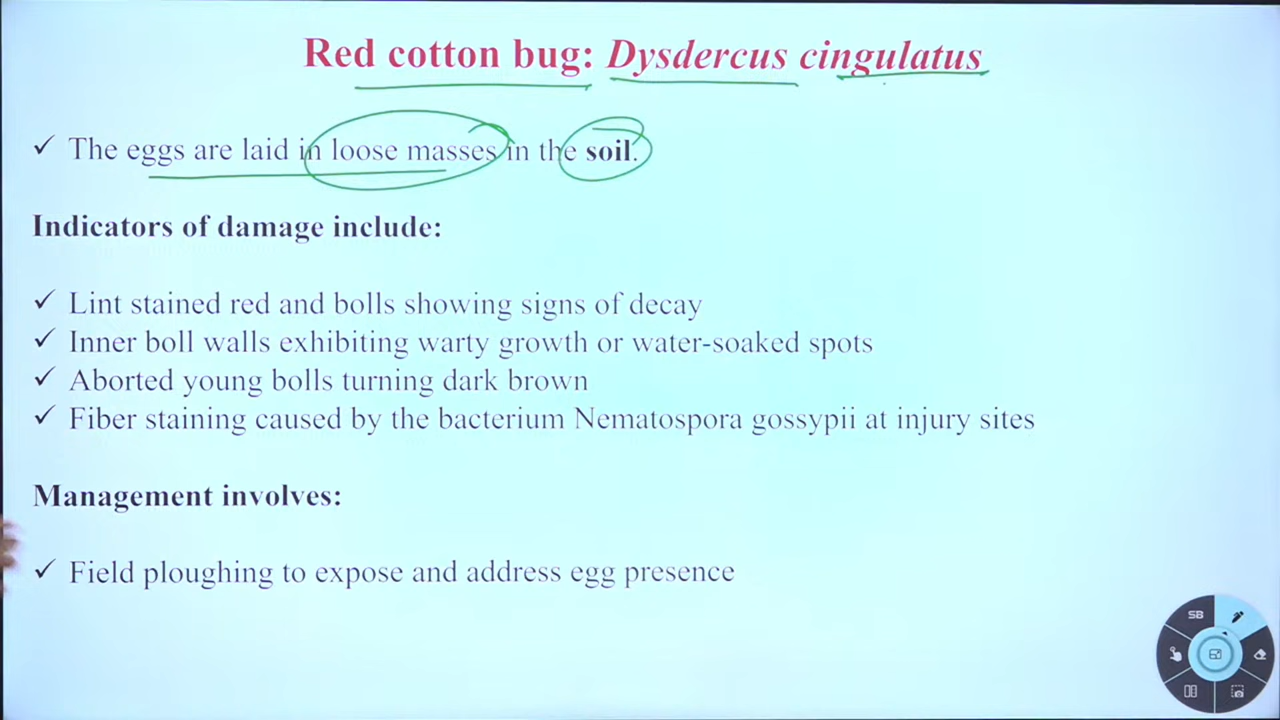 Red cotton bug: Dysdercus cingulatus
✓ The eggs are laid in loose masses in the soil.
Indicators of damage include:
✓ Lint stained red and bolls showing signs of decay
✓ Inner boll walls exhibiting warty growth or water-soaked spots
✓ Aborted young bolls turning dark brown
✓ Fiber staining caused by the bacterium Nematospora gossypii at injury sites
Management involves:
✓ Field ploughing to expose and address egg presence
SB